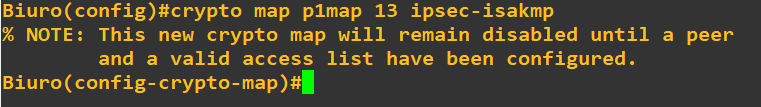 Biuro(config)#crypto map p1map 13 ipsec-isakmp
% NOTE: This new crypto map will remain disabled until a peer
and a valid access list have been configured.
Biuro(config-crypto-map)#